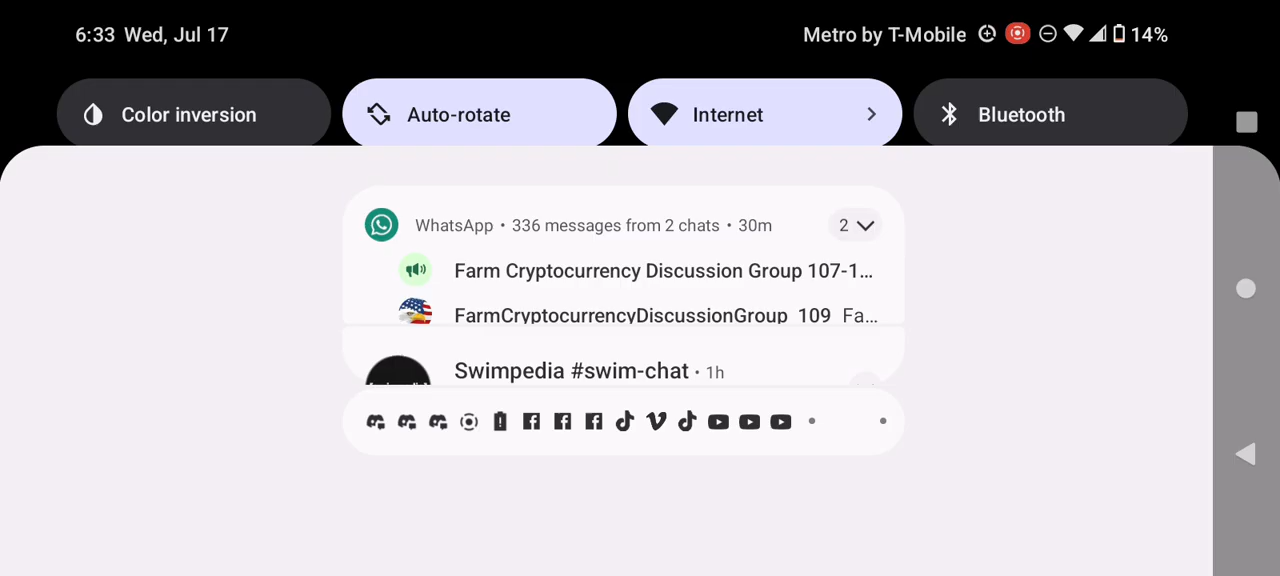 6:33 Wed, Jul 17
Metro by T-Mobile 14%
Color inversion
Auto-rotate
Internet
Bluetooth
WhatsApp • 336 messages from 2 chats • 30m
2
Farm Cryptocurrency Discussion Group 107-1...
FarmCryptocurrencyDiscussionGroup 109 Fa...
Swimpedia #swim-chat • 1h